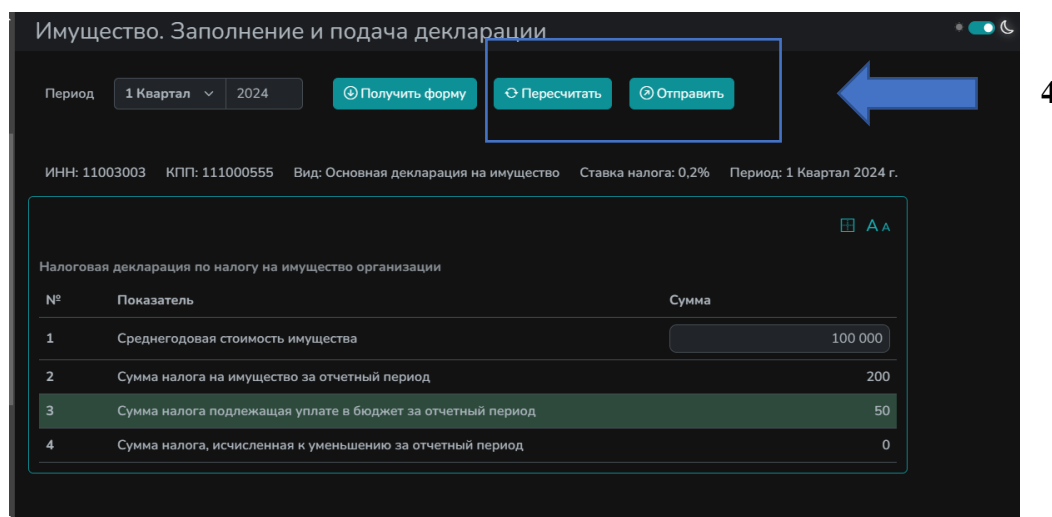 Имущество. Заполнение и подача декларации
Период 1 Квартал 2024 Получить форму Пересчитать Отправить
4
ИНН: 11003003 КПП: 111000555 Вид: Основная декларация на имущество Ставка налога: 0,2% Период: 1 Квартал 2024 г.
A A
Налоговая декларация по налогу на имущество организации
№ Показатель Сумма
1 Среднегодовая стоимость имущества 100 000
2 Сумма налога на имущество за отчетный период 200
3 Сумма налога подлежащая уплате в бюджет за отчетный период 50
4 Сумма налога, исчисленная к уменьшению за отчетный период 0